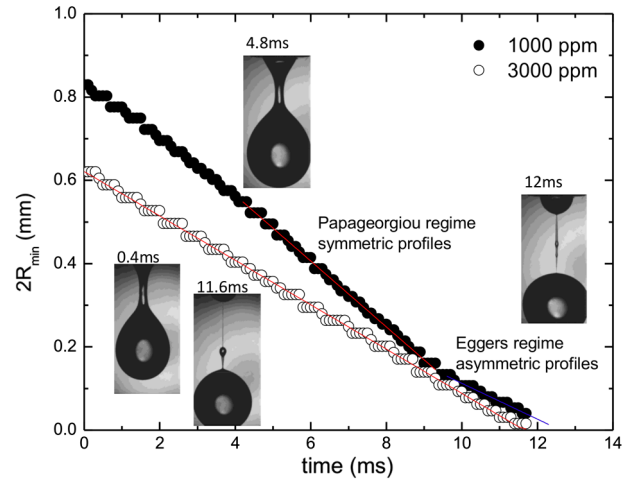 1.0
0.8
0.6
0.4
0.2
0.0
2R_min (mm)
4.8ms
1000 ppm
3000 ppm
12ms
Papageorgiou regime
symmetric profiles
0.4ms
11.6ms
Eggers regime
asymmetric profiles
0 2 4 6 8 10 12 14
time (ms)